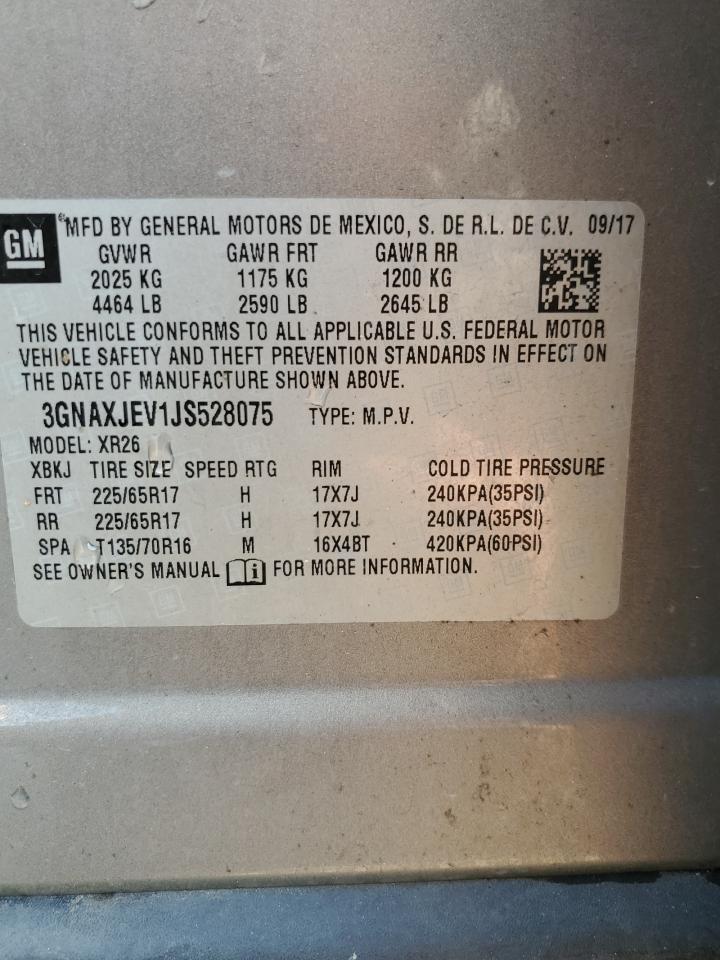 GM ® MFD BY GENERAL MOTORS DE MEXICO, S. DE R.L. DE C.V. 09/17
GVWR GAWR FRT GAWR RR
2025 KG 1175 KG 1200 KG
4464 LB 2590 LB 2645 LB
THIS VEHICLE CONFORMS TO ALL APPLICABLE U.S. FEDERAL MOTOR
VEHICLE SAFETY AND THEFT PREVENTION STANDARDS IN EFFECT ON
THE DATE OF MANUFACTURE SHOWN ABOVE.
3GNAXJEV1JS528075 TYPE: M.P.V.
MODEL: XR26
XBKJ TIRE SIZE SPEED RTG RIM COLD TIRE PRESSURE
FRT 225/65R17 H 17X7J 240KPA(35PSI)
RR 225/65R17 H 17X7J 240KPA(35PSI)
SPA T135/70R16 M 16X4BT 420KPA(60PSI)
SEE OWNER'S MANUAL i FOR MORE INFORMATION.